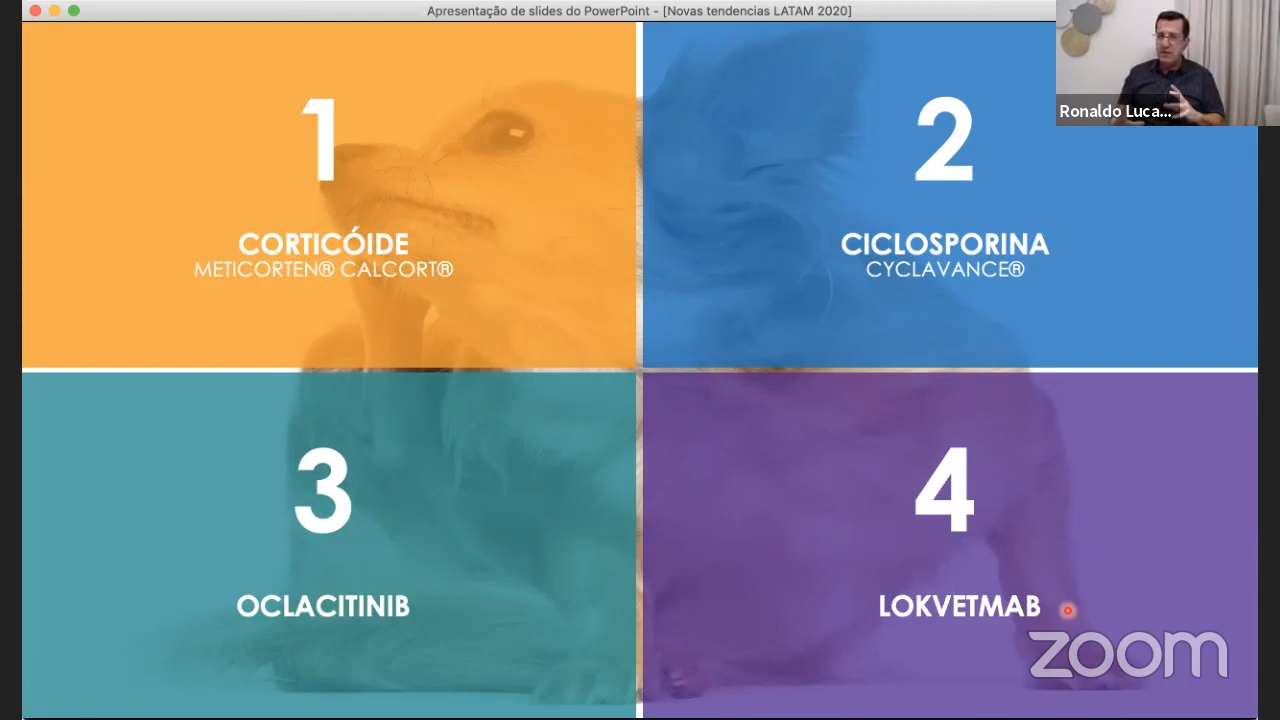 Apresentação de slides do PowerPoint - [Novas tendencias LATAM 2020]
Ronaldo Luca...
1
CORTICÓIDE
METICORTEN® CALCORT®
2
CICLOSPORINA
CYCLAVANCE®
3
OCLACITINIB
4
LOKVETMAB
zoom